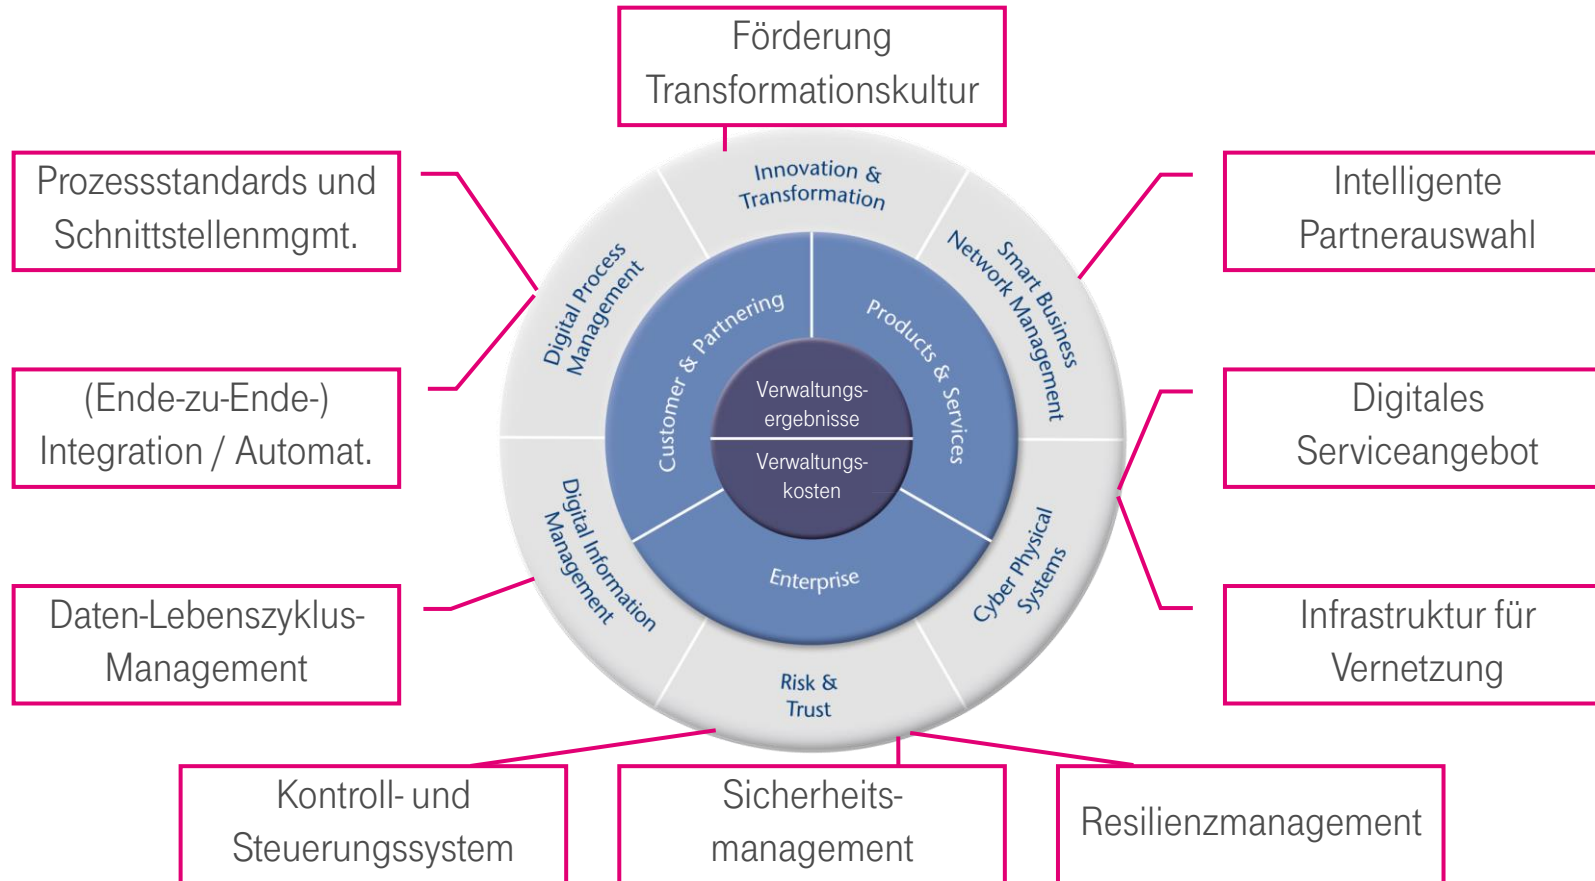 Förderung
Transformationskultur
Prozessstandards und
Schnittstellenmgmt.
Intelligente
Partnerauswahl
(Ende-zu-Ende-)
Integration / Automat.
Digitales
Serviceangebot
Daten-Lebenszyklus-
Management
Infrastruktur für
Vernetzung
Kontroll- und
Steuerungssystem
Sicherheits-
management
Resilienzmanagement
Innovation &
Transformation
Smart Business
Network Management
Cyber Physical
Systems
Risk &
Trust
Digital Information
Management
Digital Process
Management
Customer & Partnering
Products & Services
Enterprise
Verwaltungs-
ergebnisse
Verwaltungs-
kosten